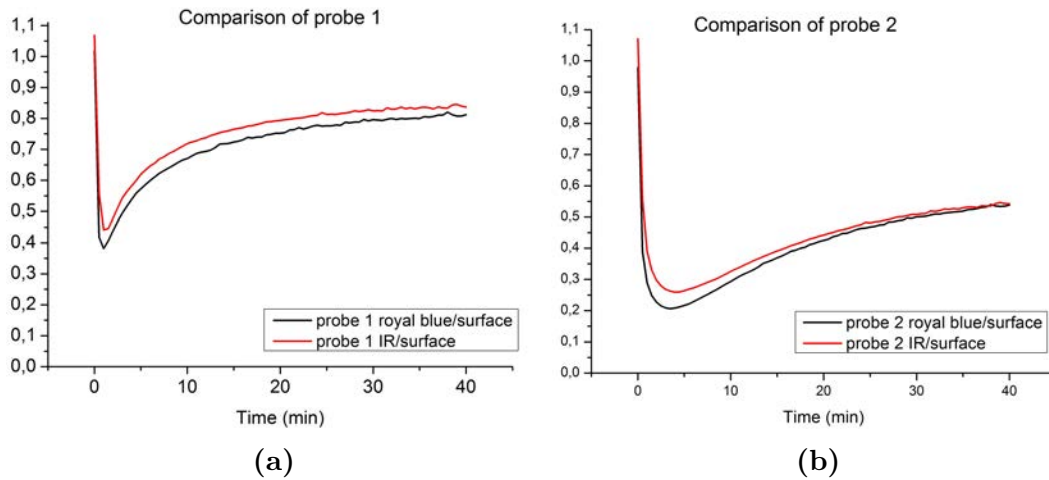 Comparison of probe 1
1,1
1,0
0,9
0,8
0,7
0,6
0,5
0,4
0,3
0,2
0,1
0,0
probe 1 royal blue/surface
probe 1 IR/surface
0 10 20 30 40
Time (min)
(a)
Comparison of probe 2
1,1
1,0
0,9
0,8
0,7
0,6
0,5
0,4
0,3
0,2
0,1
0,0
probe 2 royal blue/surface
probe 2 IR/surface
0 10 20 30 40
Time (min)
(b)